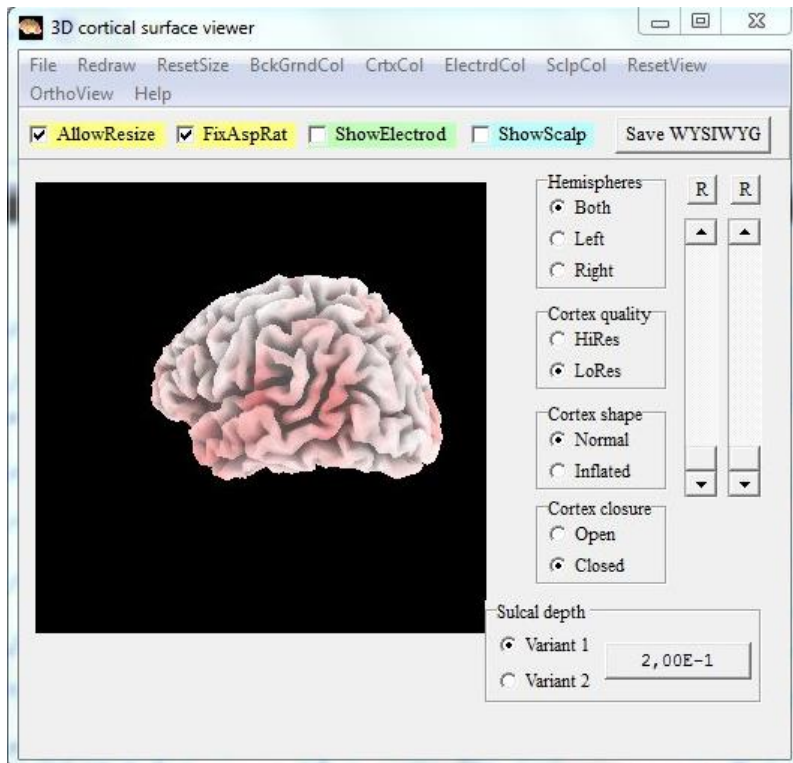 3D cortical surface viewer
File Redraw ResetSize BckGrndCol CrtxCol ElectrdCol SclpCol ResetView
OrthoView Help
AllowResize FixAspRat ShowElectrod ShowScalp Save WYSIWYG
Hemispheres
R R
Both
Left
Right
Cortex quality
HiRes
LoRes
Cortex shape
Normal
Inflated
Cortex closure
Open
Closed
Sulcal depth
Variant 1
2,00E-1
Variant 2